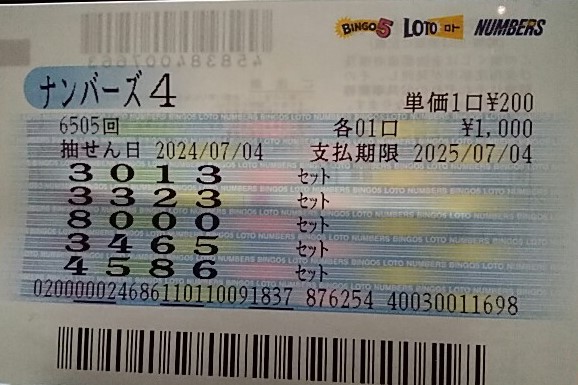 BINGO5 LOTO ロト NUMBERS
ナンバーズ4
単価1口¥200
6505回 各01口 ¥1,000
抽せん日 2024/07/04 支払期限 2025/07/04
3013 セット
3323 セット
8000 セット
3465 セット
4586 セット
020000024686110110091837 876254 40030011698